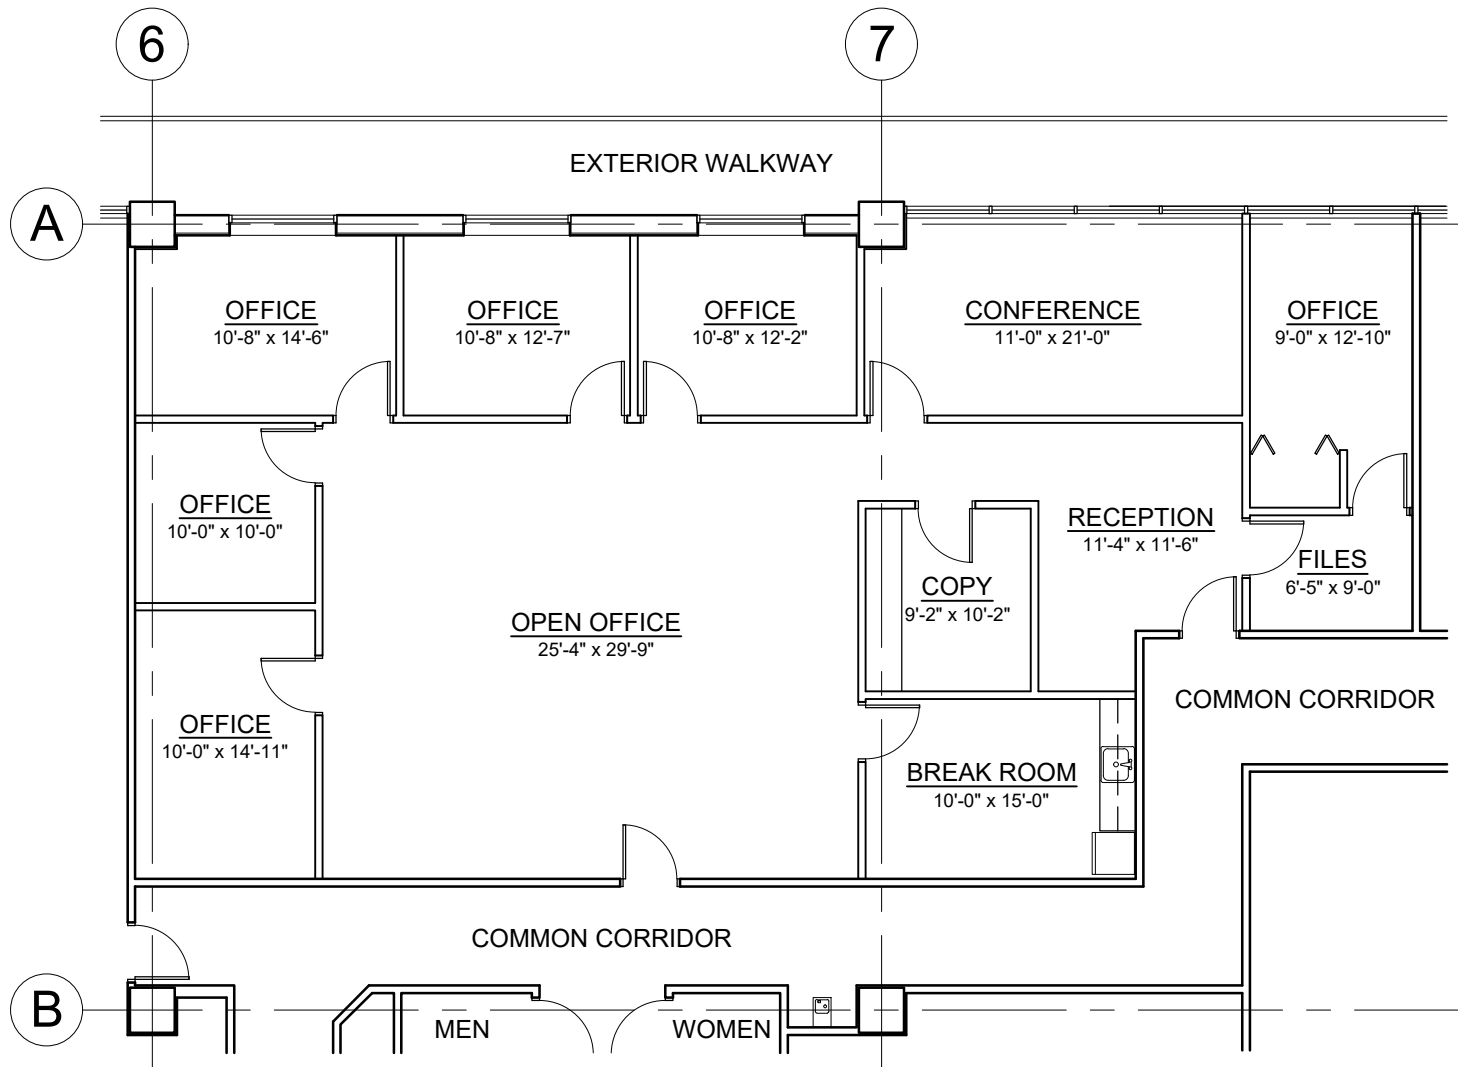 6
7
EXTERIOR WALKWAY
A
OFFICE
10'-8" x 14'-6"
OFFICE
10'-8" x 12'-7"
OFFICE
10'-8" x 12'-2"
CONFERENCE
11'-0" x 21'-0"
OFFICE
9'-0" x 12'-10"
OFFICE
10'-0" x 10'-0"
RECEPTION
11'-4" x 11'-6"
FILES
6'-5" x 9'-0"
COPY
9'-2" x 10'-2"
OPEN OFFICE
25'-4" x 29'-9"
OFFICE
10'-0" x 14'-11"
COMMON CORRIDOR
BREAK ROOM
10'-0" x 15'-0"
COMMON CORRIDOR
B
MEN
WOMEN